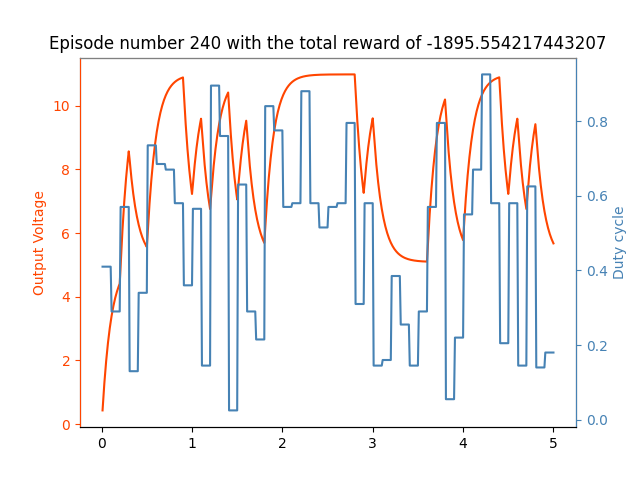 Episode number 240 with the total reward of -1895.554217443207
Output Voltage
10
8
6
4
2
0
0 1 2 3 4 5
0.8
0.6
0.4
0.2
0.0
Duty cycle